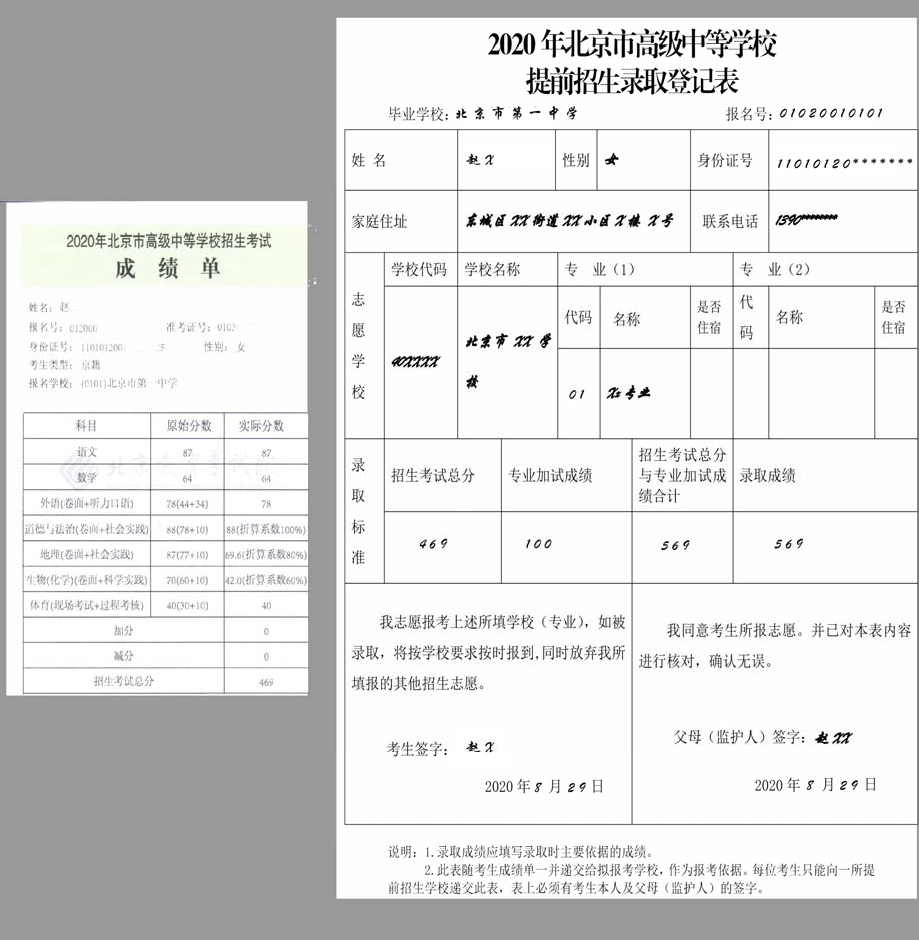 2020年北京市高级中等学校招生考试
成 绩 单
姓名: 赵
报名号: 012000 准考证号: 0103
身份证号: 110101200 25 性别: 女
考生类型: 京籍
报名学校: (0101)北京市第一中学
科目 原始分数 实际分数
语文 87 87
数学 64 64
外语(卷面+听力口语) 78(44+34) 78
道德与法治(卷面+社会实践) 88(78+10) 88(折算系数100%)
地理(卷面+社会实践) 87(77+10) 69.6(折算系数80%)
生物(化学)(卷面+科学实践) 70(60+10) 42.0(折算系数60%)
体育(现场考试+过程考核) 40(30+10) 40
加分 0
减分 0
招生考试总分 469
北京教育考试院
2020年北京市高级中等学校
提前招生录取登记表
毕业学校: 北京市第一中学 报名号: 01020010101
姓 名 赵X 性别 女 身份证号 11010120*******
家庭住址 东城区XX街道XX小区X楼 X号 联系电话 1390********
志愿学校
学校代码 学校名称 专 业（1） 专 业（2）
代码 名称 是否住宿 代码 名称 是否住宿
40XXXX 北京市XX学校 01 Xx专业
录取标准
招生考试总分 专业加试成绩 招生考试总分与专业加试成绩合计 录取成绩
469 100 569 569
我志愿报考上述所填学校（专业），如被
录取，将按学校要求按时报到,同时放弃我所
填报的其他招生志愿。
考生签字: 赵X
2020年8月29日
我同意考生所报志愿。并已对本表内容
进行核对，确认无误。
父母（监护人）签字: 赵XX
2020年8月29日
说明: 1.录取成绩应填写录取时主要依据的成绩。
2.此表随考生成绩单一并递交给拟报考学校，作为报考依据。每位考生只能向一所提
前招生学校递交此表，表上必须有考生本人及父母（监护人）的签字。